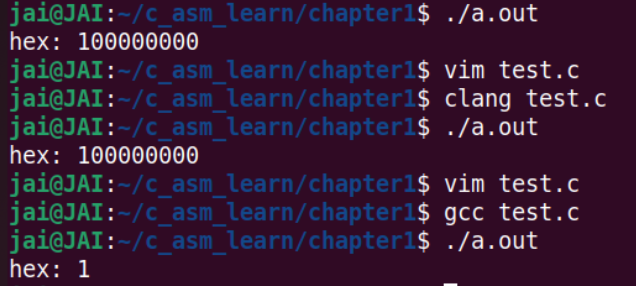 jai@JAI:~/c_asm_learn/chapter1$ ./a.out
hex: 100000000
jai@JAI:~/c_asm_learn/chapter1$ vim test.c
jai@JAI:~/c_asm_learn/chapter1$ clang test.c
jai@JAI:~/c_asm_learn/chapter1$ ./a.out
hex: 100000000
jai@JAI:~/c_asm_learn/chapter1$ vim test.c
jai@JAI:~/c_asm_learn/chapter1$ gcc test.c
jai@JAI:~/c_asm_learn/chapter1$ ./a.out
hex: 1